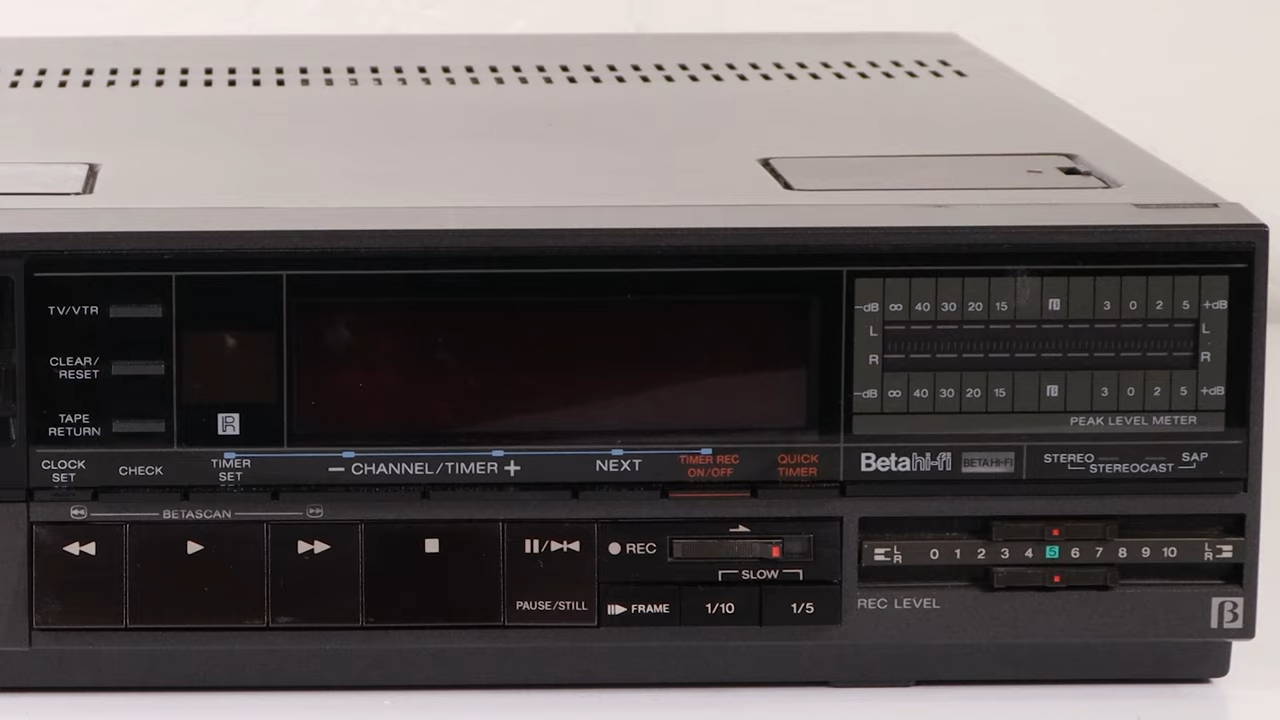 TV/VTR
CLEAR/
RESET
TAPE
RETURN
R
-dB ∞ 40 30 20 15 β 3 0 2 5 +dB
L L
R R
-dB ∞ 40 30 20 15 β 3 0 2 5 +dB
PEAK LEVEL METER
CLOCK
SET
CHECK
TIMER
SET
− CHANNEL/TIMER +
NEXT
TIMER REC
ON/OFF
QUICK
TIMER
Beta hi-fi
BETA HI-FI
STEREO SAP
STEREOCAST
BETASCAN
REC
SLOW
PAUSE/STILL
FRAME
1/10
1/5
L
R
0 1 2 3 4 5 6 7 8 9 10
L
R
REC LEVEL
β